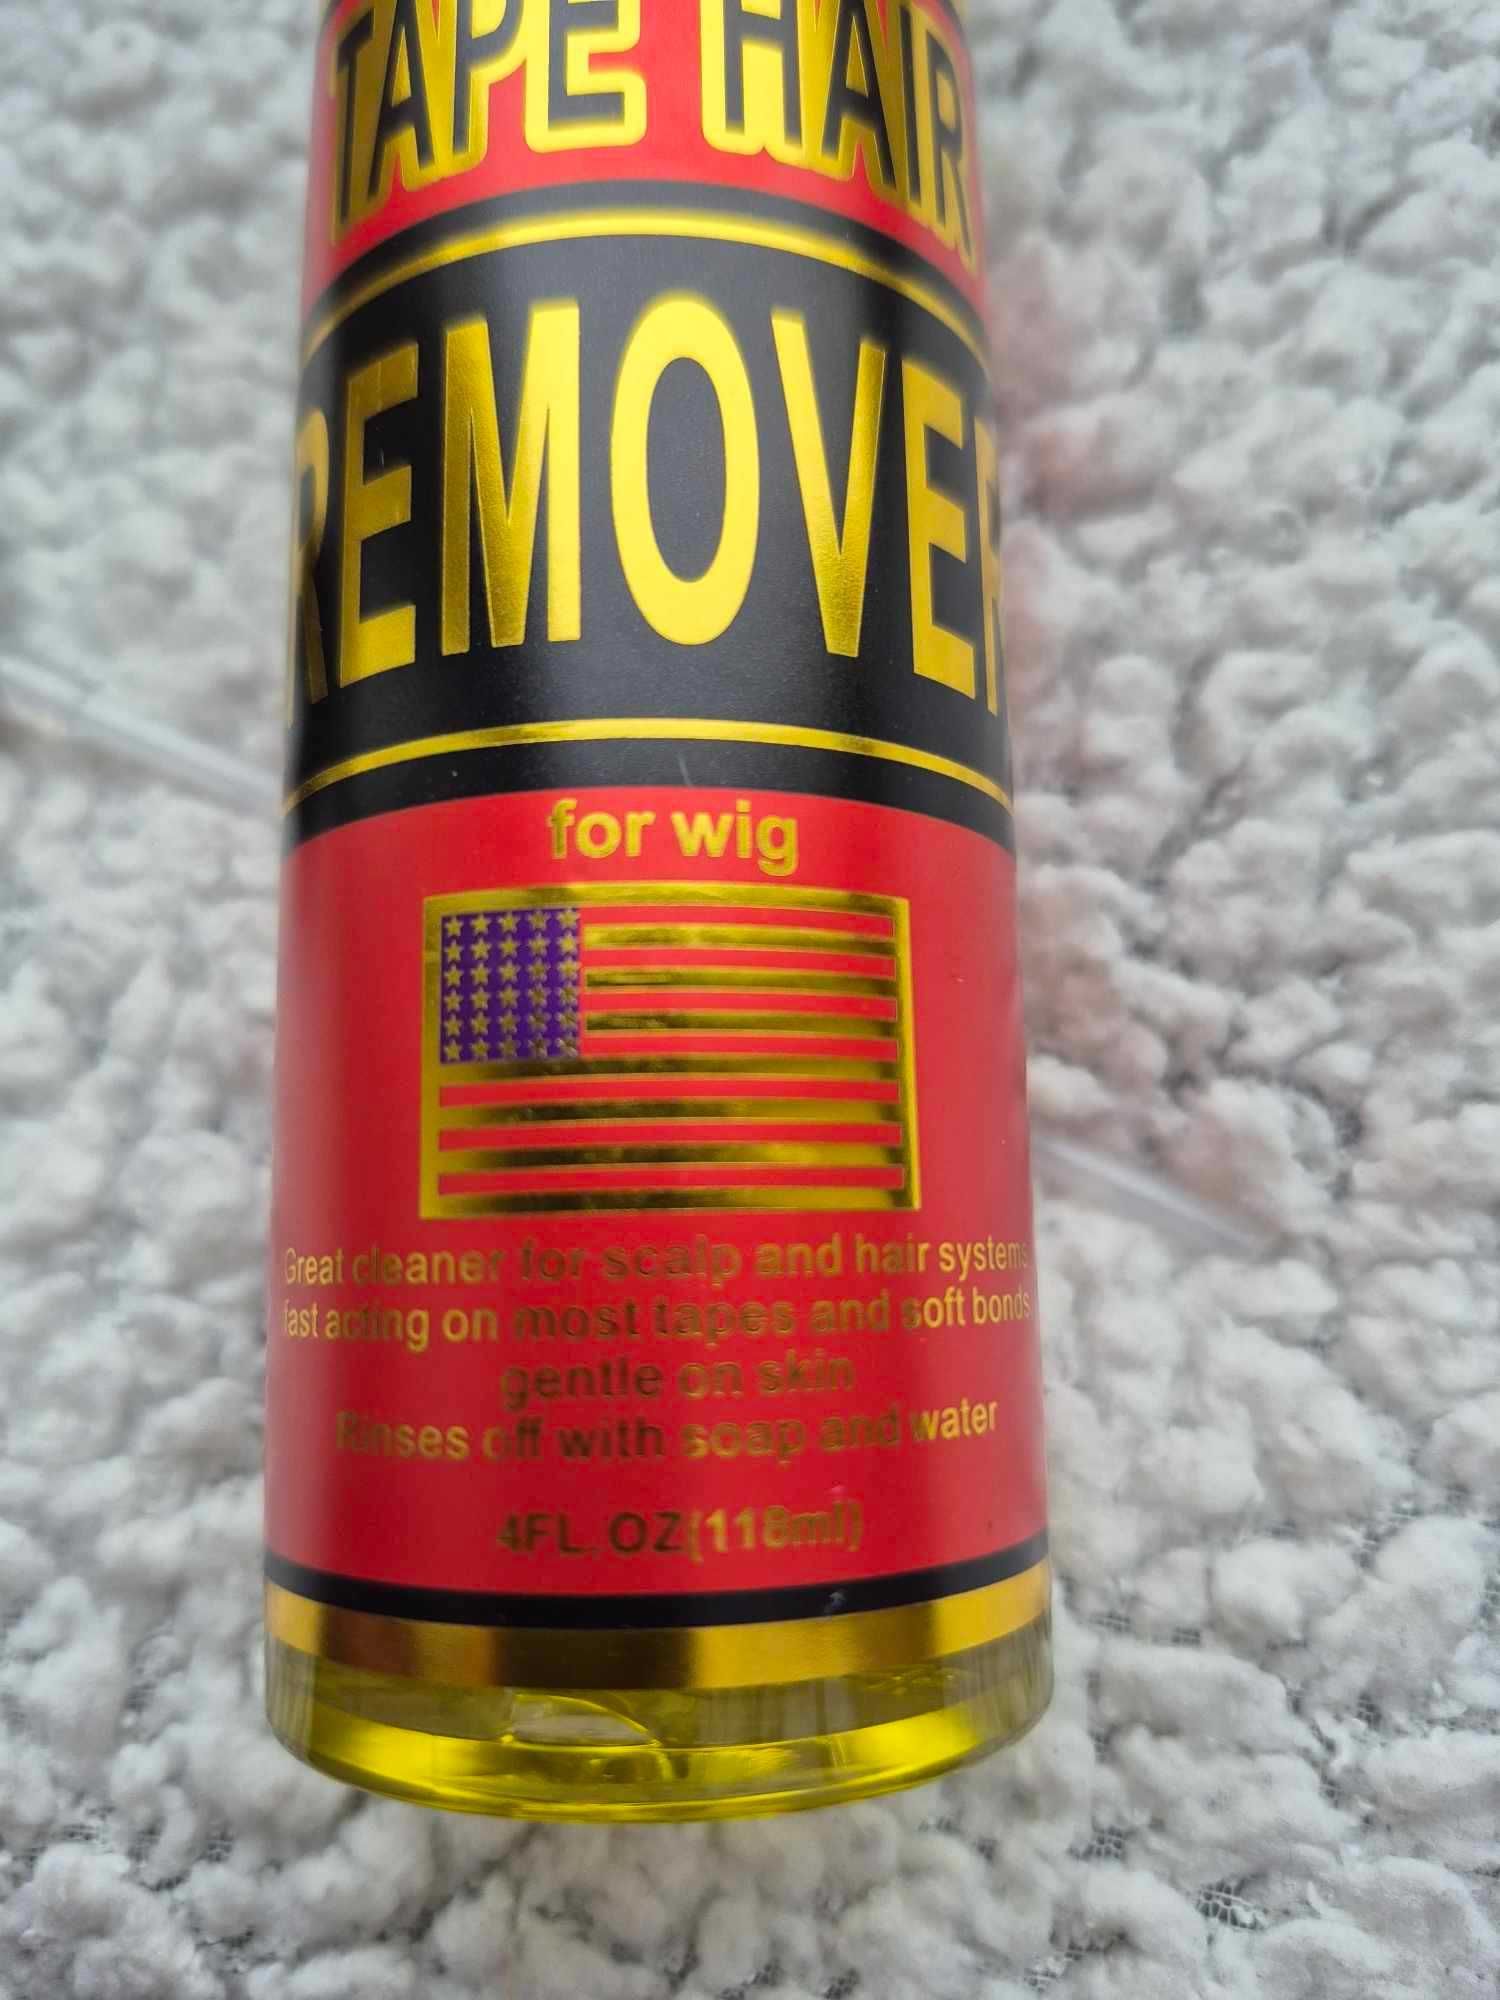 TAPE HAIR
REMOVER
for wig
Great cleaner for scalp and hair systems
fast acting on most tapes and soft bonds
gentle on skin
Rinses off with soap and water
4FL.OZ(118ml)